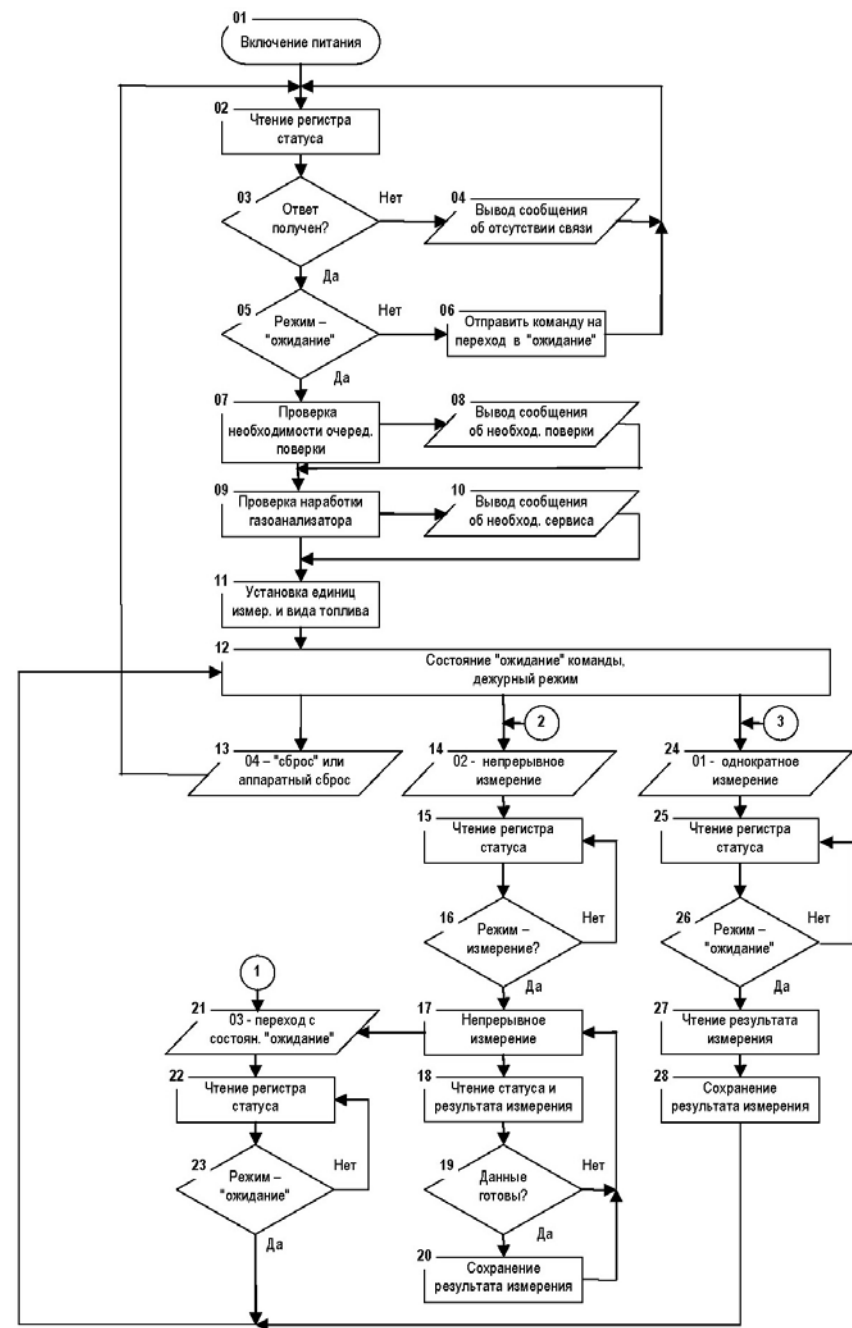 01
Включение питания
02
Чтение регистра
статуса
03
Ответ
получен?
Нет
Да
04
Вывод сообщения
об отсутствии связи
05
Режим –
"ожидание"
Нет
Да
06
Отправить команду на
переход в "ожидание"
07
Проверка
необходимости очеред.
поверки
08
Вывод сообщения
об необход. поверки
09
Проверка наработки
газоанализатора
10
Вывод сообщения
об необход. сервиса
11
Установка единиц
измер. и вида топлива
12
Состояние "ожидание" команды,
дежурный режим
2
3
13
04 – "сброс" или
аппаратный сброс
14
02 - непрерывное
измерение
24
01 - однократное
измерение
15
Чтение регистра
статуса
25
Чтение регистра
статуса
16
Режим –
измерение?
Нет
Да
26
Режим –
"ожидание"
Нет
Да
1
21
03 - переход с
состоян. "ожидание"
17
Непрерывное
измерение
27
Чтение результата
измерения
22
Чтение регистра
статуса
18
Чтение статуса и
результата измерения
28
Сохранение
результата измерения
23
Режим –
"ожидание"
Нет
Да
19
Данные
готовы?
Нет
Да
20
Сохранение
результата измерения